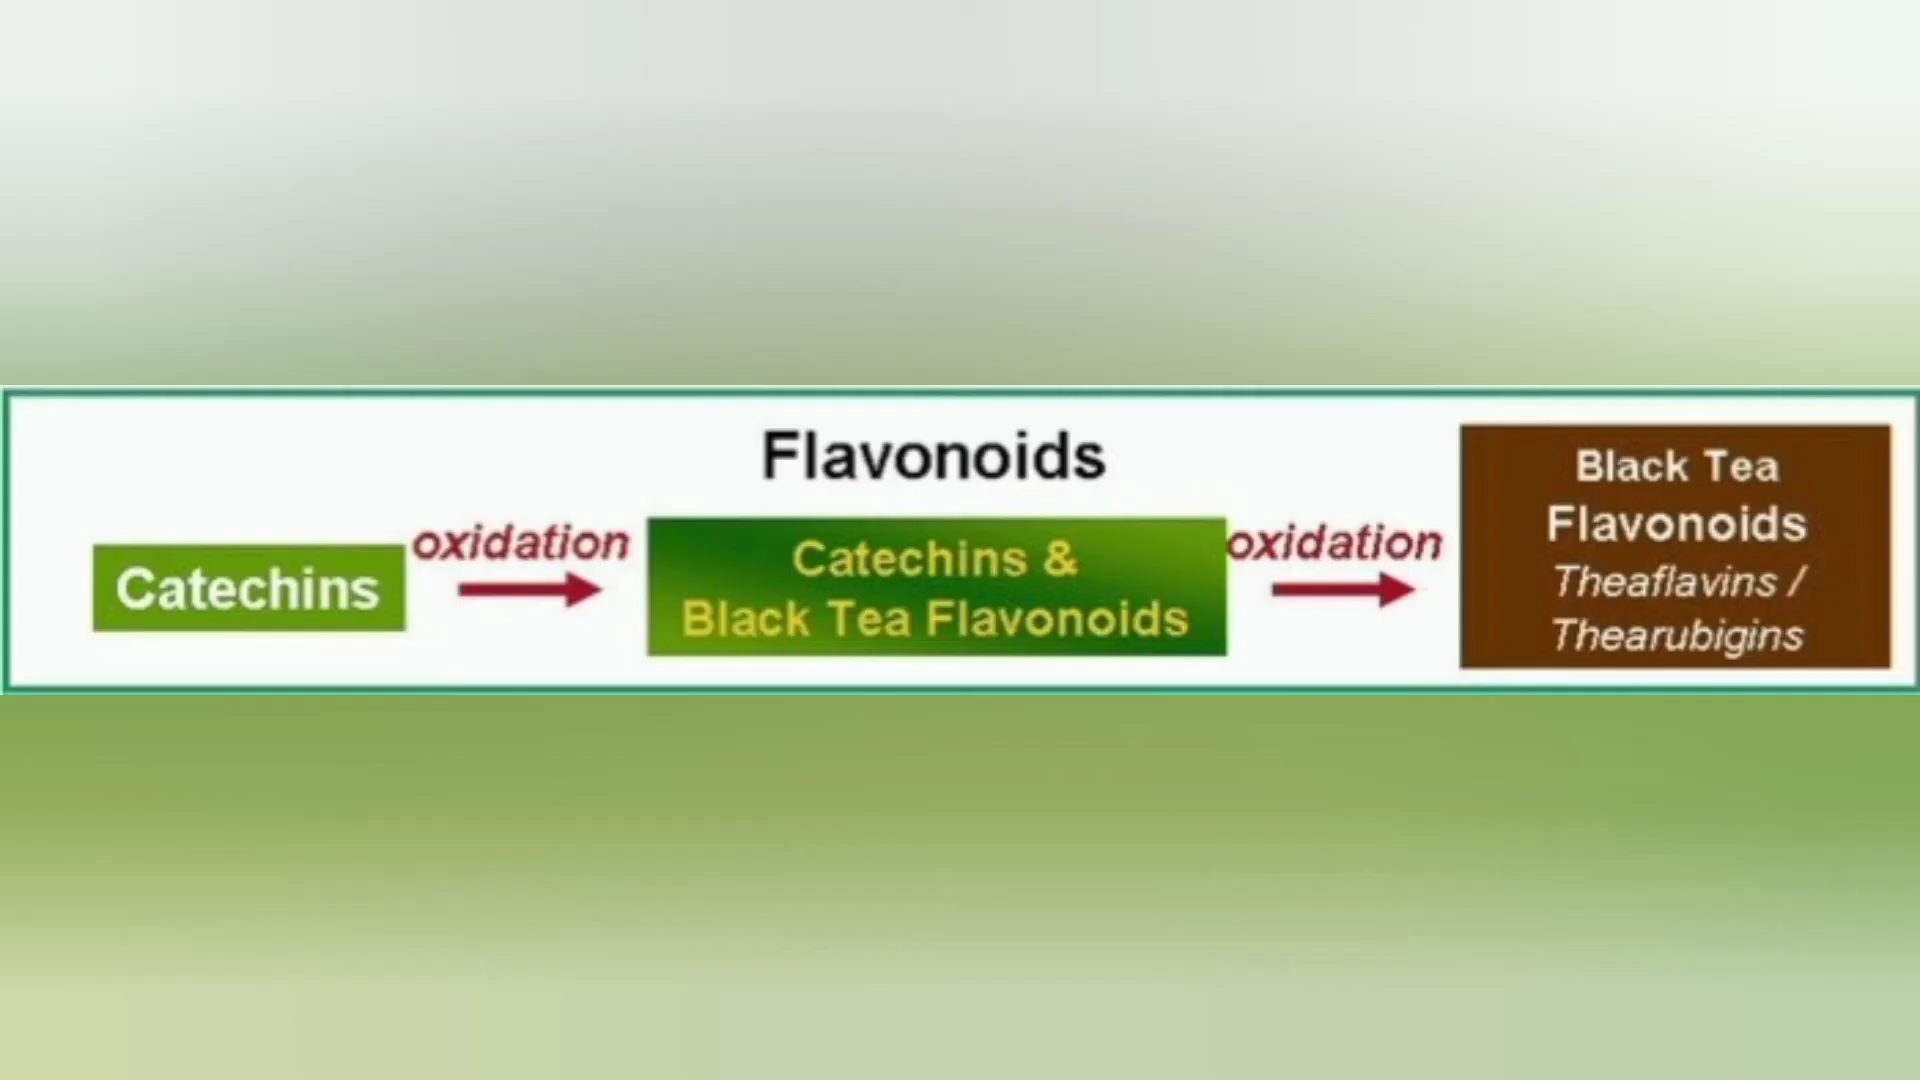 Flavonoids
Catechins
oxidation
Catechins &
Black Tea Flavonoids
oxidation
Black Tea
Flavonoids
Theaflavins /
Thearubigins